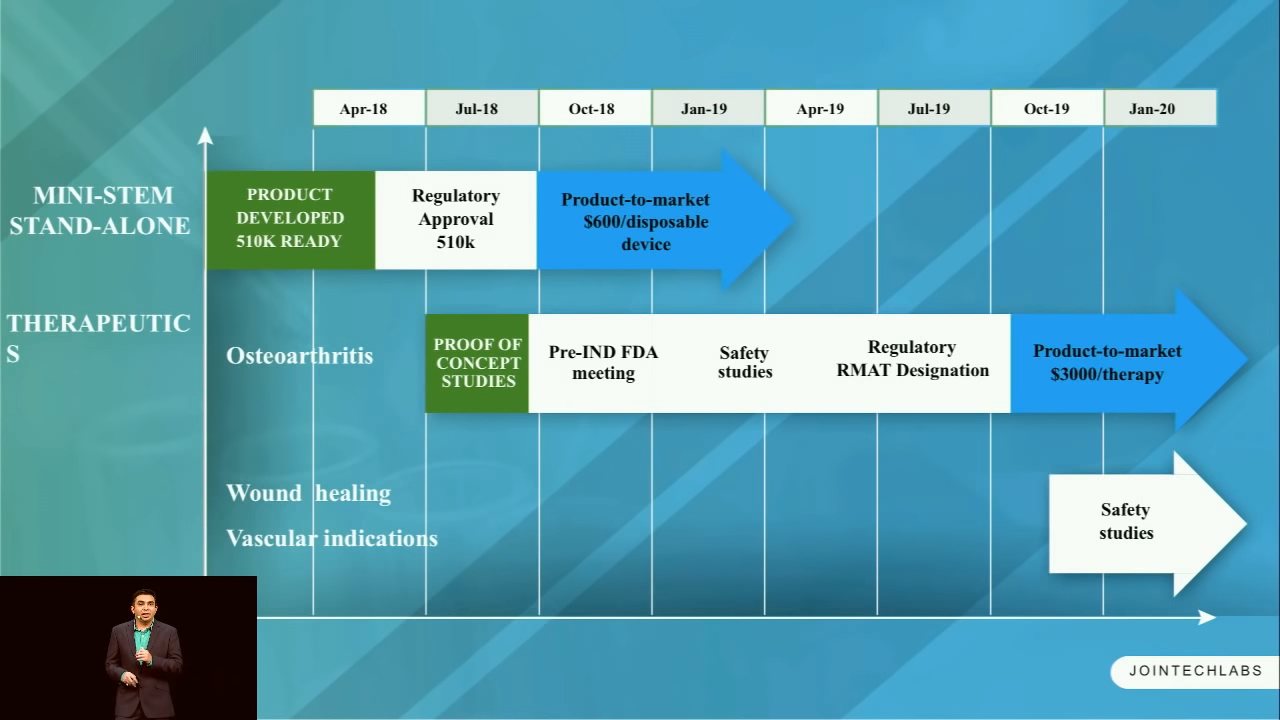 Apr-18 Jul-18 Oct-18 Jan-19 Apr-19 Jul-19 Oct-19 Jan-20
MINI-STEM
STAND-ALONE
PRODUCT
DEVELOPED
510K READY
Regulatory
Approval
510k
Product-to-market
$600/disposable
device
THERAPEUTIC
S
Osteoarthritis
PROOF OF
CONCEPT
STUDIES
Pre-IND FDA
meeting
Safety
studies
Regulatory
RMAT Designation
Product-to-market
$3000/therapy
Wound healing
Vascular indications
Safety
studies
JOINTECHLABS